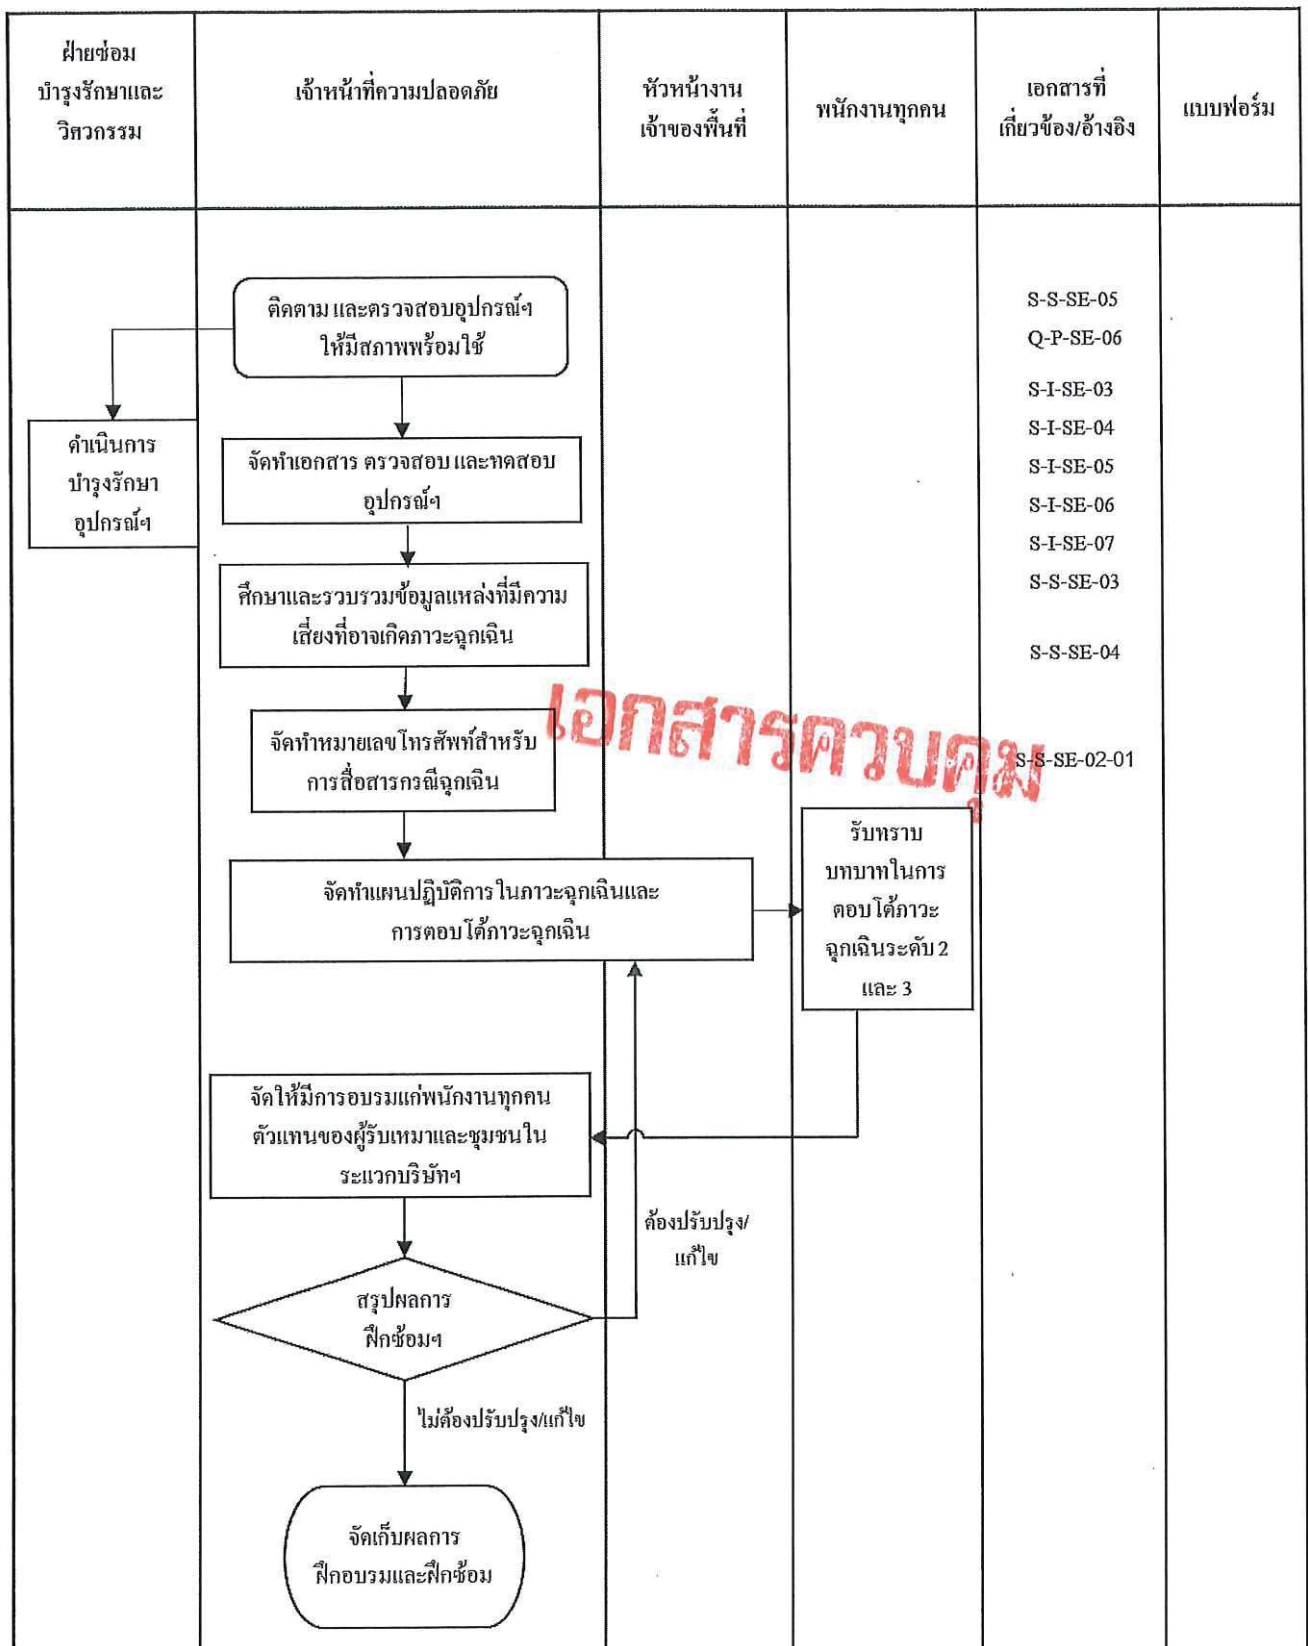 ฝ่ายซ่อม
บำรุงรักษาและ
วิศวกรรม
เจ้าหน้าที่ความปลอดภัย
หัวหน้างาน
เจ้าของพื้นที่
พนักงานทุกคน
เอกสารที่
เกี่ยวข้อง/อ้างอิง
แบบฟอร์ม
ติดตาม และตรวจสอบอุปกรณ์ฯ
ให้มีสภาพพร้อมใช้
ดำเนินการ
บำรุงรักษา
อุปกรณ์ฯ
จัดทำเอกสาร ตรวจสอบ และทดสอบ
อุปกรณ์ฯ
ศึกษาและรวบรวมข้อมูลแหล่งที่มีความ
เสี่ยงที่อาจเกิดภาวะฉุกเฉิน
จัดทำหมายเลขโทรศัพท์สำหรับ
การสื่อสารกรณีฉุกเฉิน
จัดทำแผนปฏิบัติการในภาวะฉุกเฉินและ
การตอบโต้ภาวะฉุกเฉิน
รับทราบ
บทบาทในการ
ตอบโต้ภาวะ
ฉุกเฉินระดับ 2
และ 3
จัดให้มีการอบรมแก่พนักงานทุกคน
ตัวแทนของผู้รับเหมาและชุมชนใน
ระแวกบริษัทฯ
ต้องปรับปรุง/
แก้ไข
สรุปผลการ
ฝึกซ้อมฯ
ไม่ต้องปรับปรุง/แก้ไข
จัดเก็บผลการ
ฝึกอบรมและฝึกซ้อม
S-S-SE-05
Q-P-SE-06
S-I-SE-03
S-I-SE-04
S-I-SE-05
S-I-SE-06
S-I-SE-07
S-S-SE-03
S-S-SE-04
S-S-SE-02-01
เอกสารควบคุม